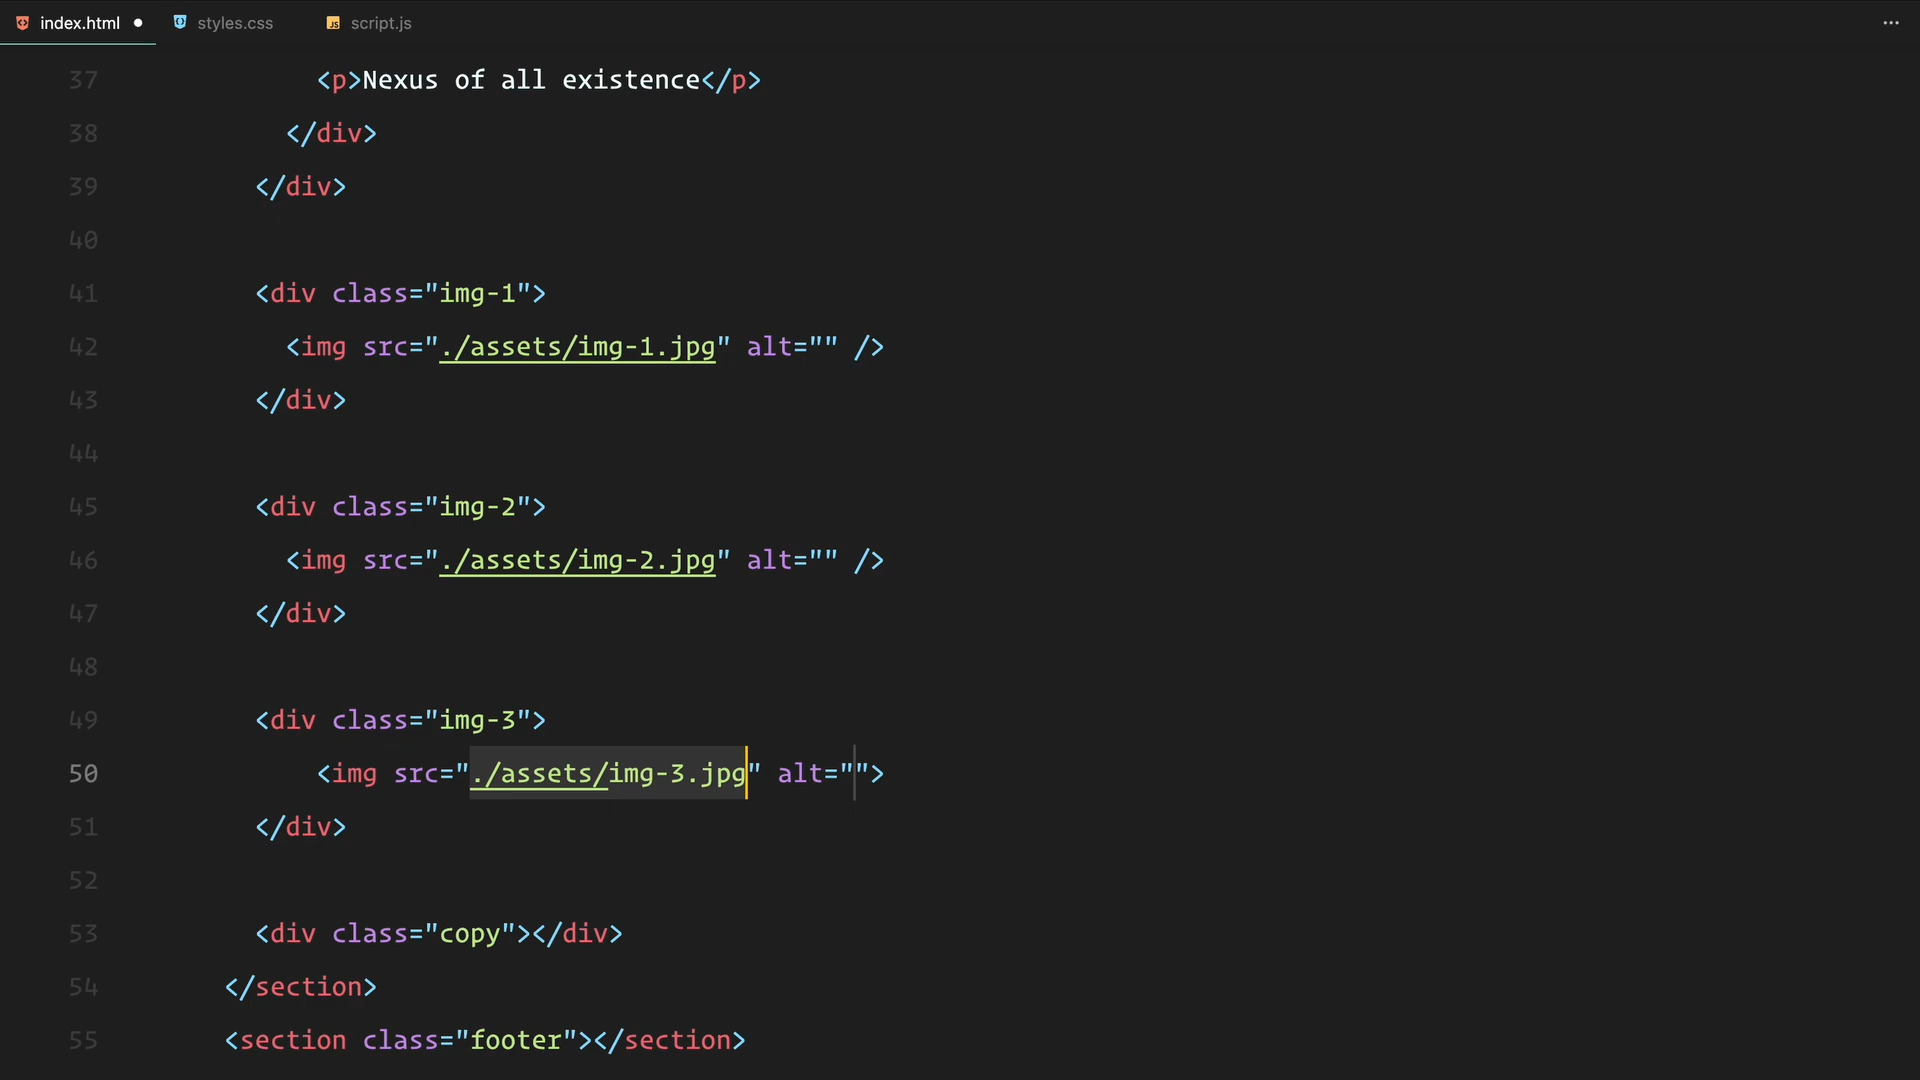 index.html ● styles.css JS script.js ...
37 <p>Nexus of all existence</p>
38 </div>
39 </div>
40
41 <div class="img-1">
42 <img src="./assets/img-1.jpg" alt="" />
43 </div>
44
45 <div class="img-2">
46 <img src="./assets/img-2.jpg" alt="" />
47 </div>
48
49 <div class="img-3">
50 <img src="./assets/img-3.jpg" alt="">
51 </div>
52
53 <div class="copy"></div>
54 </section>
55 <section class="footer"></section>